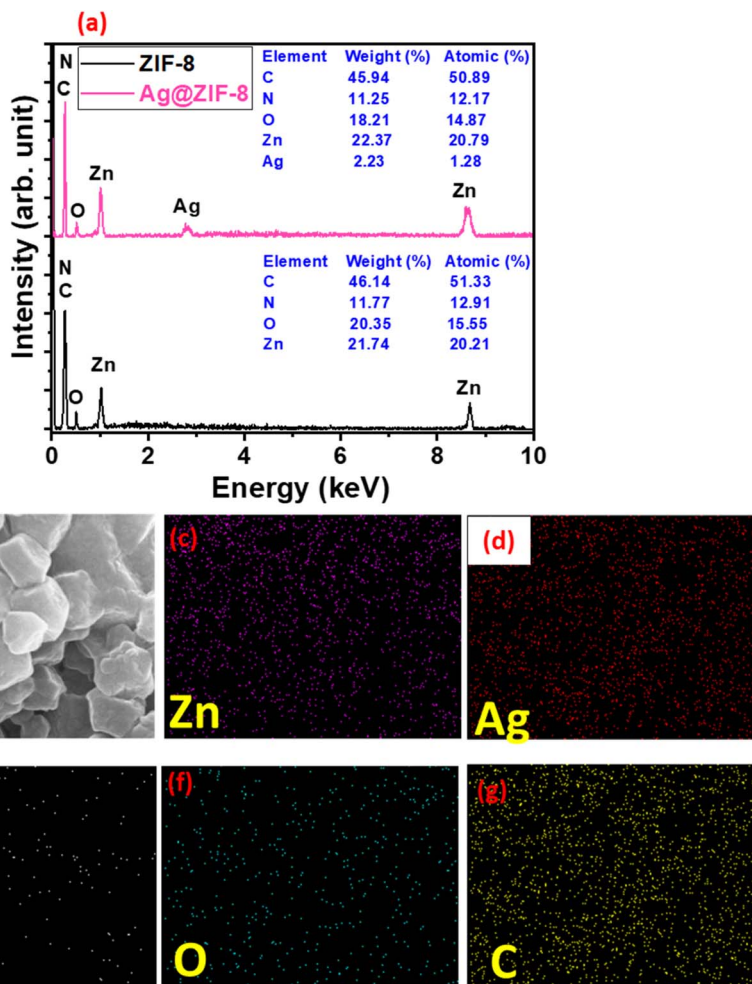 (a)
ZIF-8
Ag@ZIF-8
Element Weight (%) Atomic (%)
C 45.94 50.89
N 11.25 12.17
O 18.21 14.87
Zn 22.37 20.79
Ag 2.23 1.28
N
C
O
Zn
Ag
Zn
Element Weight (%) Atomic (%)
C 46.14 51.33
N 11.77 12.91
O 20.35 15.55
Zn 21.74 20.21
N
C
O
Zn
Zn
Intensity (arb. unit)
0 2 4 6 8 10
Energy (keV)
(c)
Zn
(d)
Ag
(f)
O
(g)
C